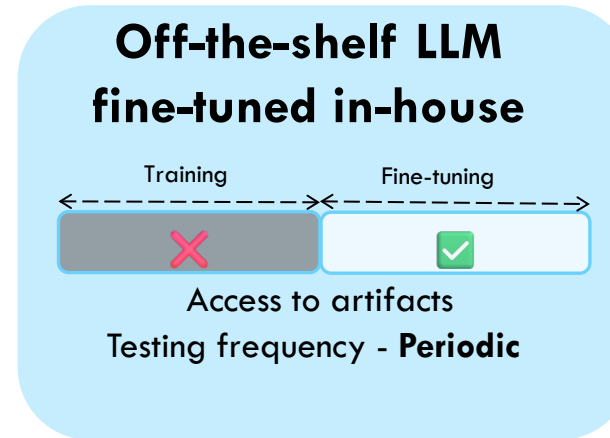 Off-the-shelf LLM
fine-tuned in-house
Training
Fine-tuning
Access to artifacts
Testing frequency - Periodic